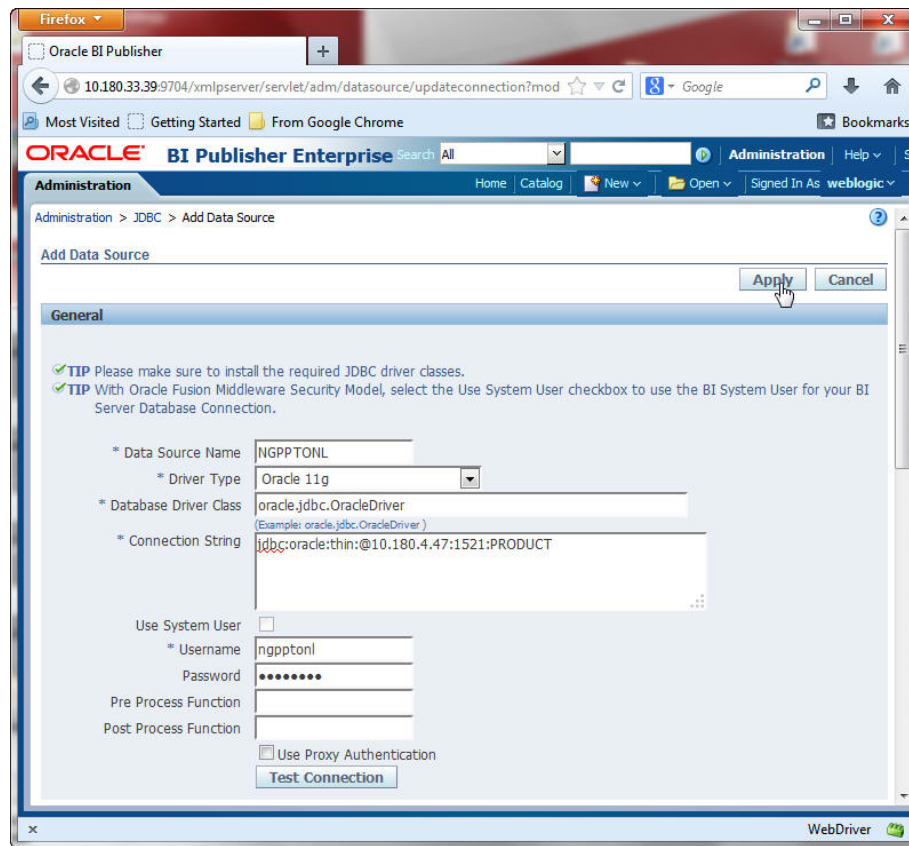 Firefox
Oracle BI Publisher
10.180.33.39:9704/xmlpserver/servlet/adm/datasource/updateconnection?mod
Google
Most Visited Getting Started From Google Chrome Bookmarks
ORACLE BI Publisher Enterprise Search All Administration Help
Administration Home Catalog New Open Signed In As weblogic
Administration > JDBC > Add Data Source
Add Data Source
Apply Cancel
General
TIP Please make sure to install the required JDBC driver classes.
TIP With Oracle Fusion Middleware Security Model, select the Use System User checkbox to use the BI System User for your BI
Server Database Connection.
* Data Source Name NGPPTONL
* Driver Type Oracle 11g
* Database Driver Class oracle.jdbc.OracleDriver
(Example: oracle.jdbc.OracleDriver )
* Connection String jdbc:oracle:thin:@10.180.4.47:1521:PRODUCT
Use System User
* Username ngpptonl
Password ••••••••
Pre Process Function
Post Process Function
Use Proxy Authentication
Test Connection
x WebDriver